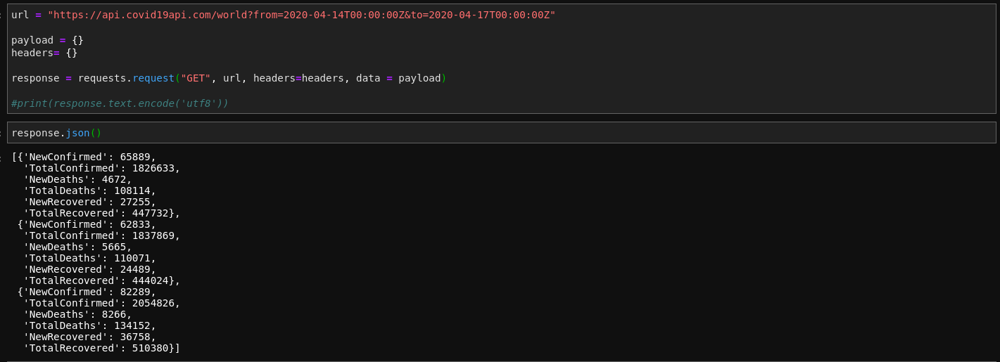 url = "https://api.covid19api.com/world?from=2020-04-14T00:00:00Z&to=2020-04-17T00:00:00Z"
payload = {}
headers= {}
response = requests.request("GET", url, headers=headers, data = payload)
#print(response.text.encode('utf8'))
response.json()
[{'NewConfirmed': 65889,
'TotalConfirmed': 1826633,
'NewDeaths': 4672,
'TotalDeaths': 108114,
'NewRecovered': 27255,
'TotalRecovered': 447732},
{'NewConfirmed': 62833,
'TotalConfirmed': 1837869,
'NewDeaths': 5665,
'TotalDeaths': 110071,
'NewRecovered': 24489,
'TotalRecovered': 444024},
{'NewConfirmed': 82289,
'TotalConfirmed': 2054826,
'NewDeaths': 8266,
'TotalDeaths': 134152,
'NewRecovered': 36758,
'TotalRecovered': 510380}]